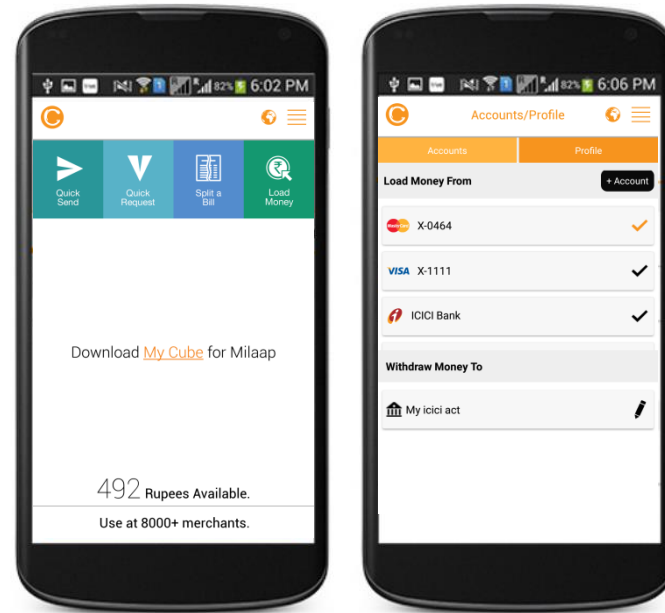 82% 6:02 PM
C
Quick
Send
Quick
Request
Split a
Bill
Load
Money
Download My Cube for Milaap
492 Rupees Available.
Use at 8000+ merchants.
82% 6:06 PM
C
Accounts/Profile
Accounts
Profile
Load Money From
+ Account
MasterCard X-0464
VISA X-1111
ICICI Bank
Withdraw Money To
My icici act